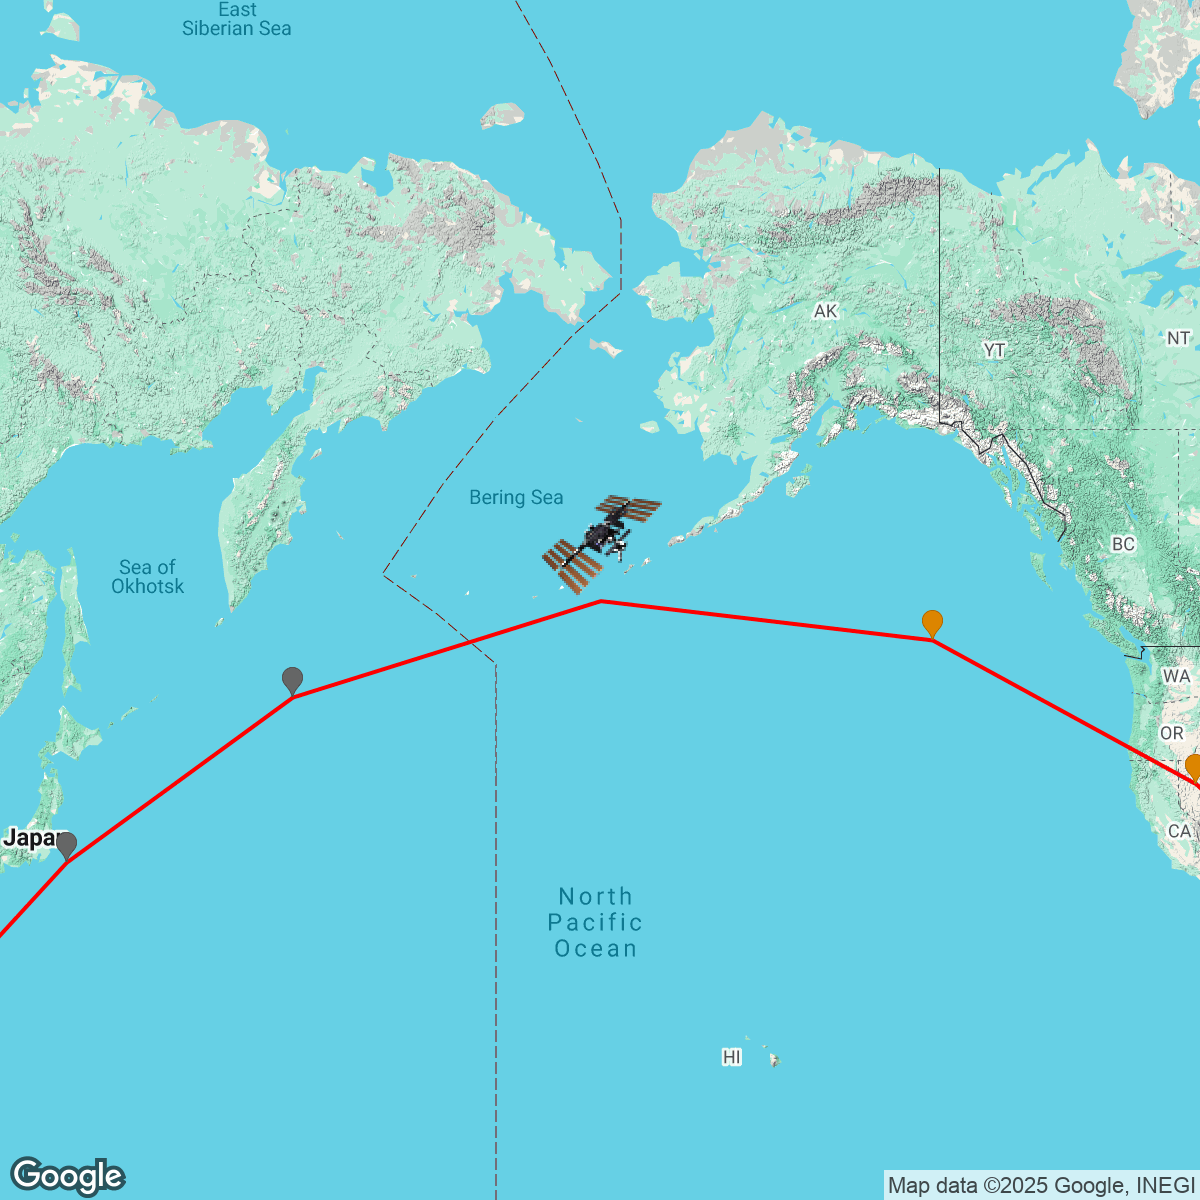 East
Siberian Sea
AK
YT
NT
Bering Sea
BC
Sea of
Okhotsk
WA
OR
Japan
CA
North
Pacific
Ocean
HI
Google
Map data ©2025 Google, INEGI